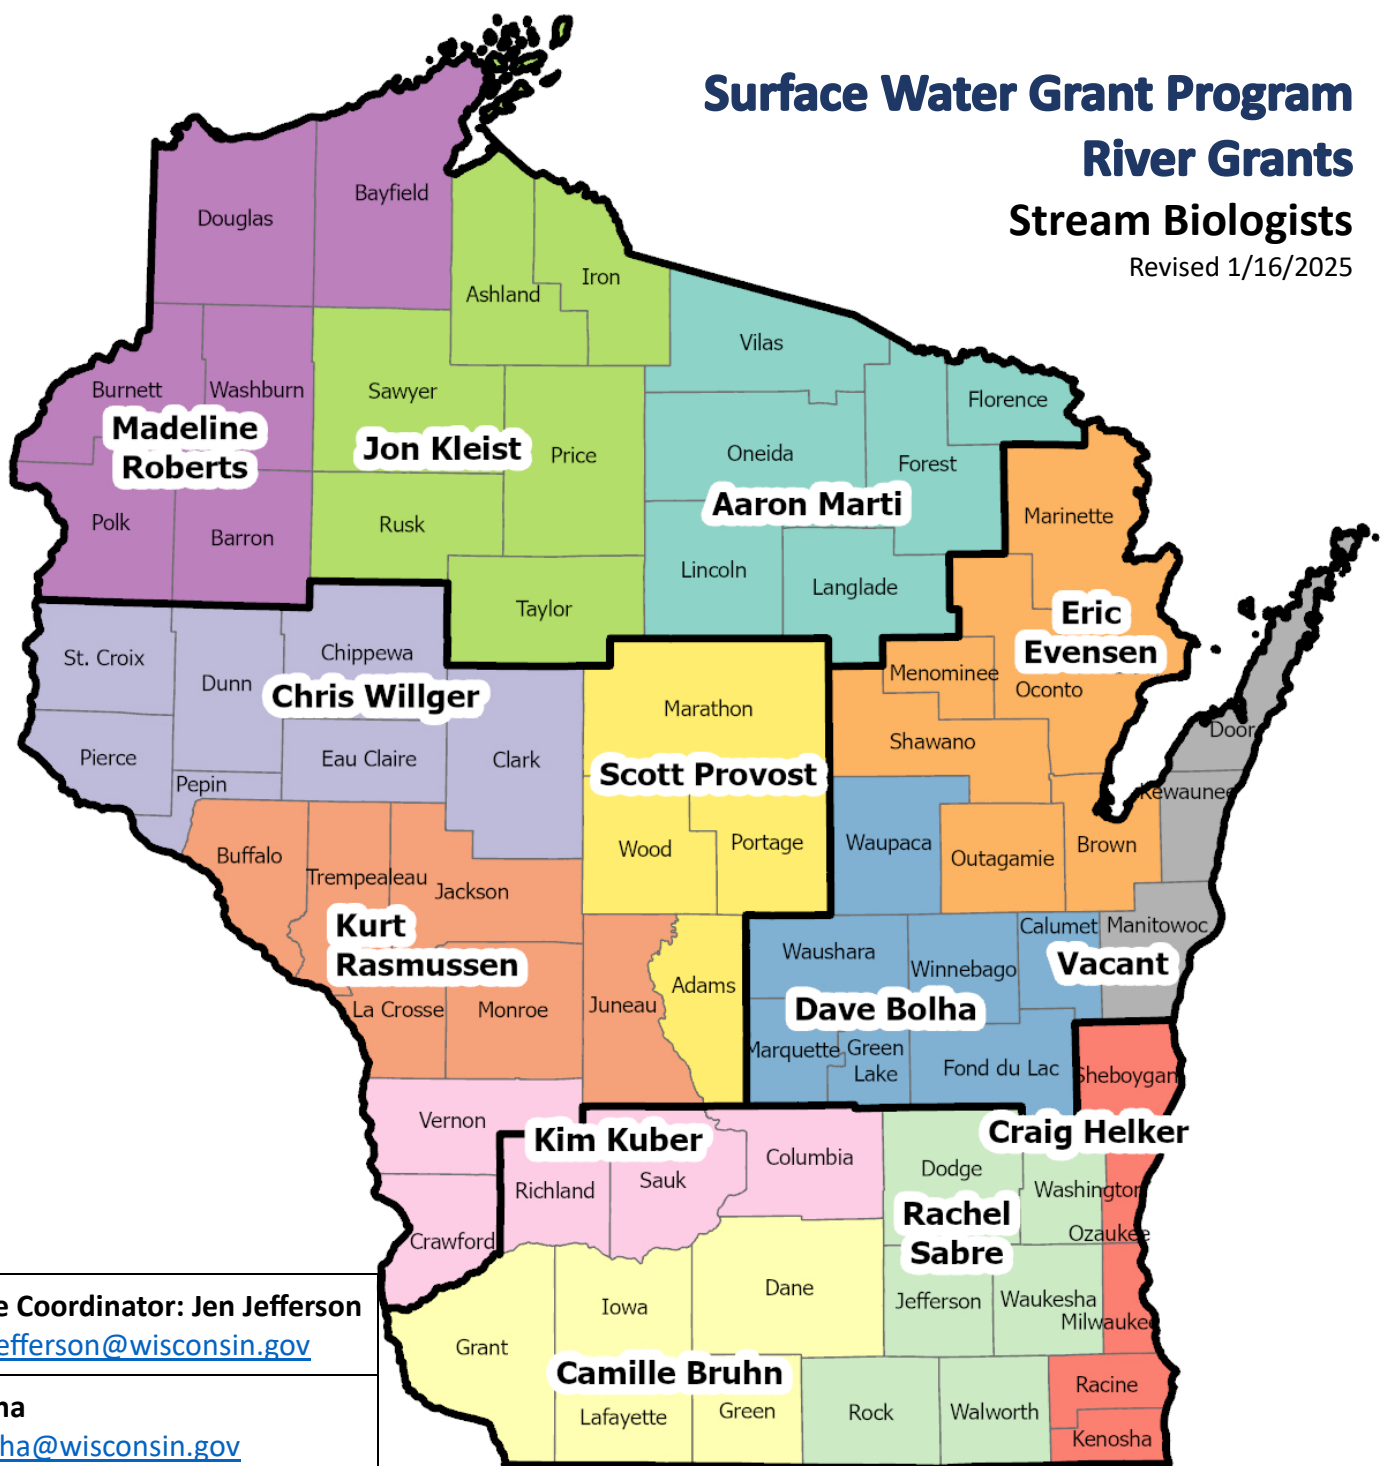 Surface Water Grant Program
River Grants
Stream Biologists
Revised 1/16/2025
Douglas
Bayfield
Ashland
Iron
Vilas
Burnett
Washburn
Sawyer
Florence
Madeline
Roberts
Jon Kleist
Price
Oneida
Forest
Aaron Marti
Marinette
Polk
Barron
Rusk
Lincoln
Langlade
Taylor
Eric
Evensen
St. Croix
Dunn
Chippewa
Menominee
Oconto
Chris Willger
Marathon
Door
Shawano
Pierce
Eau Claire
Clark
Scott Provost
Pepin
Kewaunee
Buffalo
Wood
Portage
Waupaca
Outagamie
Brown
Trempealeau
Jackson
Kurt
Rasmussen
Waushara
Winnebago
Calumet
Manitowoc
Vacant
Adams
La Crosse
Monroe
Juneau
Dave Bolha
Marquette
Green
Lake
Fond du Lac
Sheboygan
Vernon
Kim Kuber
Craig Helker
Columbia
Dodge
Richland
Sauk
Washington
Rachel
Sabre
Ozaukee
Crawford
Dane
Iowa
Jefferson
Waukesha
Milwaukee
Grant
Camille Bruhn
Lafayette
Green
Rock
Walworth
Racine
Kenosha
e Coordinator: Jen Jefferson
efferson@wisconsin.gov
ha@wisconsin.gov